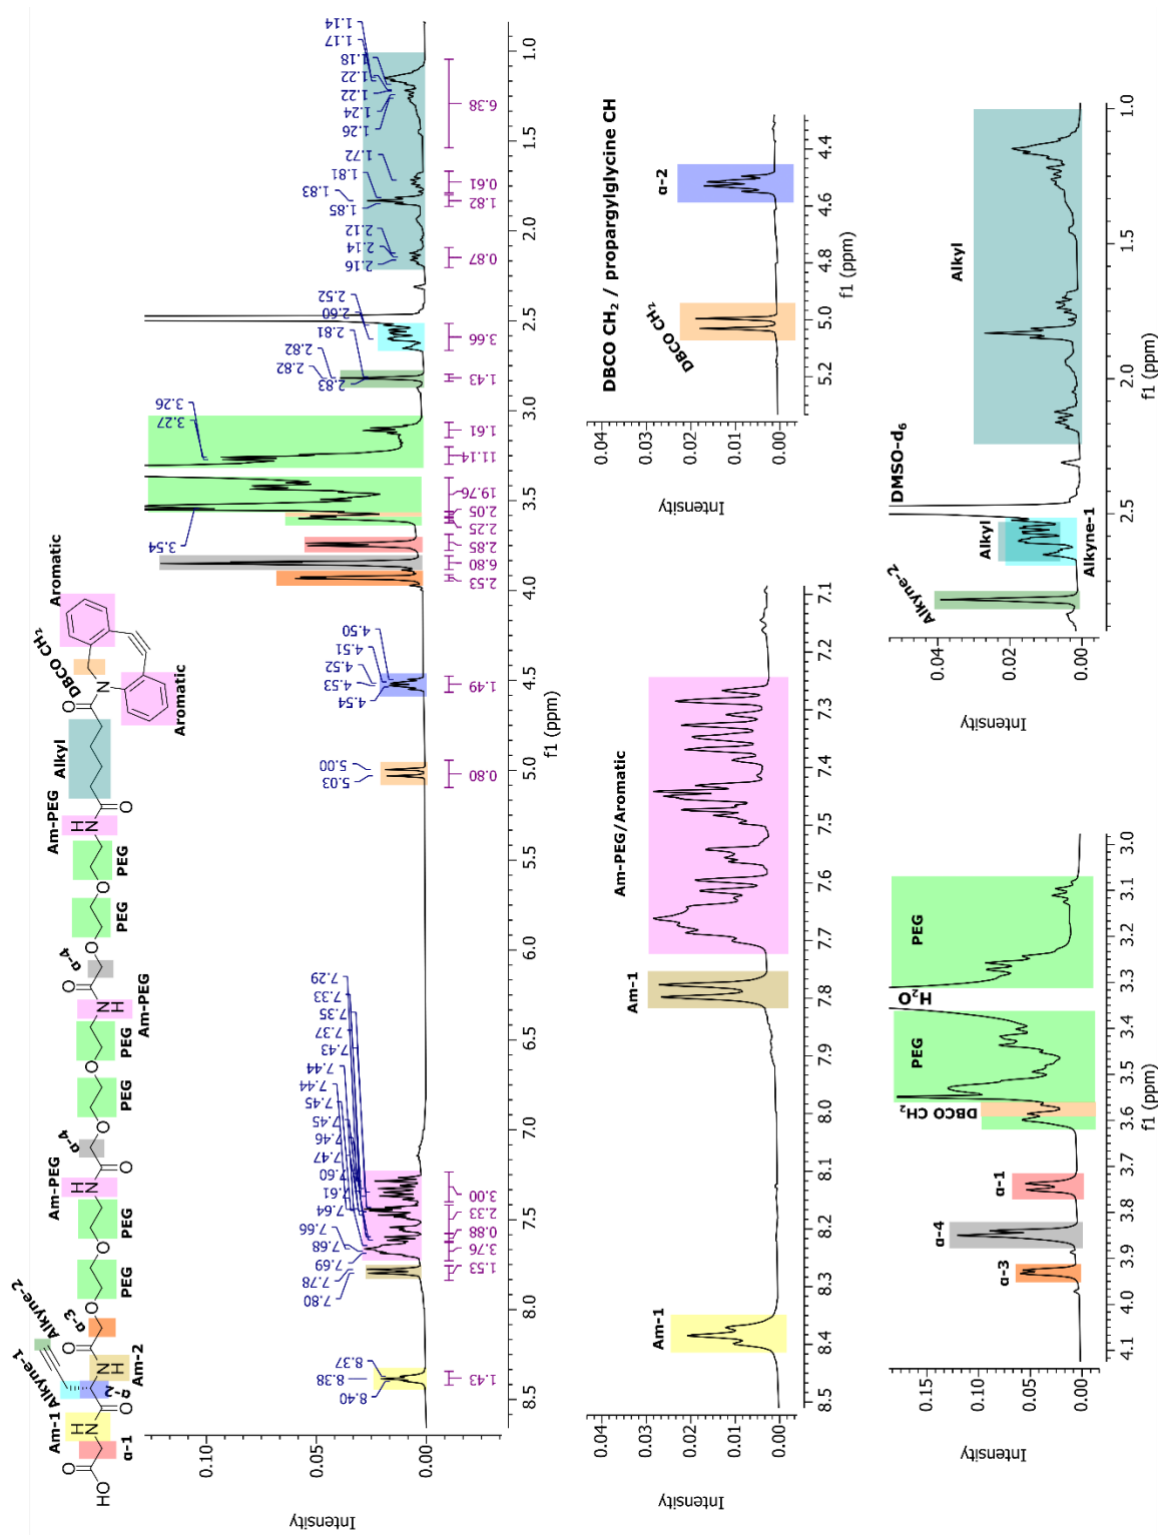 HO
O
Am-1
α-1
N
H
O
α-2
Alkyne-1
Alkyne-2
H
N
Am-2
O
α-3
O
PEG
O
PEG
Am-PEG
H
N
O
α-4
O
PEG
O
PEG
N
H
Am-PEG
O
α-4
O
PEG
O
PEG
Am-PEG
H
N
O
Alkyl
O
N
DBCO CH₂
Aromatic
Aromatic
Intensity
0.10
0.05
0.00
8.40
8.38
8.37
7.80
7.78
7.69
7.68
7.66
7.64
7.61
7.60
7.47
7.46
7.45
7.45
7.44
7.44
7.43
7.37
7.35
7.33
7.29
5.03
5.00
4.54
4.53
4.52
4.51
4.50
3.54
3.27
3.26
2.83
2.82
2.82
2.81
2.60
2.52
2.16
2.14
2.12
1.85
1.83
1.81
1.72
1.26
1.24
1.22
1.22
1.18
1.17
1.14
1.43
1.53
3.76
0.88
2.33
3.00
0.80
1.49
2.53
6.80
2.85
2.25
2.05
19.76
11.14
1.61
1.43
3.66
0.87
1.82
0.61
6.38
8.5 8.0 7.5 7.0 6.5 6.0 5.5 5.0 4.5 4.0 3.5 3.0 2.5 2.0 1.5 1.0
f1 (ppm)
Am-PEG/Aromatic
Am-1
Am-1
Intensity
0.04
0.03
0.02
0.01
0.00
8.5 8.4 8.3 8.2 8.1 8.0 7.9 7.8 7.7 7.6 7.5 7.4 7.3 7.2 7.1
DBCO CH₂ / propargylglycine CH
DBCO CH₂
α-2
Intensity
0.04
0.03
0.02
0.01
0.00
5.2 5.0 4.8 4.6 4.4
f1 (ppm)
Intensity
0.15
0.10
0.05
0.00
α-3
α-4
α-1
DBCO CH₂
PEG
H₂O
PEG
4.1 4.0 3.9 3.8 3.7 3.6 3.5 3.4 3.3 3.2 3.1 3.0
f1 (ppm)
Intensity
0.04
0.02
0.00
Alkyne-2
Alkyl
Alkyne-1
DMSO-d₆
Alkyl
2.5 2.0 1.5 1.0
f1 (ppm)